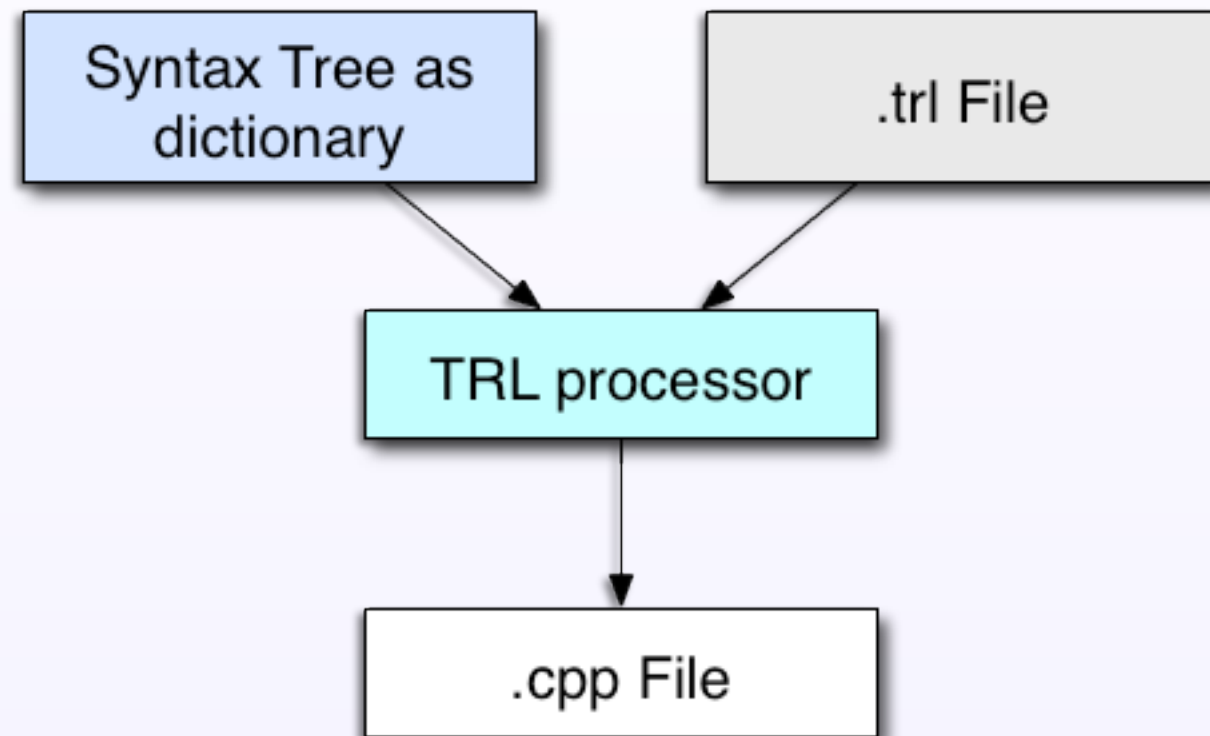 Syntax Tree as
dictionary
.trl File
TRL processor
.cpp File